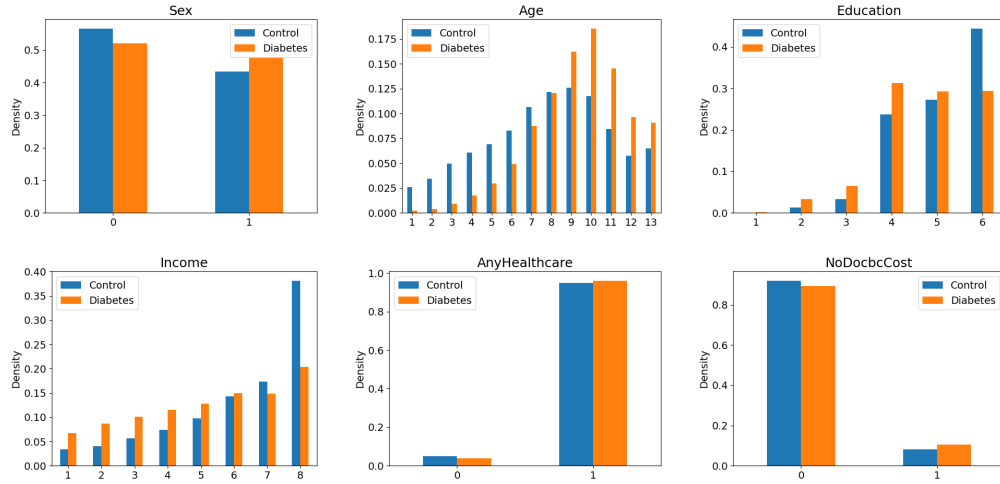 Sex
Density
0.5
0.4
0.3
0.2
0.1
0.0
Control
Diabetes
0 1
Age
Density
0.175
0.150
0.125
0.100
0.075
0.050
0.025
0.000
Control
Diabetes
1 2 3 4 5 6 7 8 9 10 11 12 13
Education
Density
0.4
0.3
0.2
0.1
0.0
Control
Diabetes
1 2 3 4 5 6
Income
Density
0.40
0.35
0.30
0.25
0.20
0.15
0.10
0.05
0.00
Control
Diabetes
1 2 3 4 5 6 7 8
AnyHealthcare
Density
1.0
0.8
0.6
0.4
0.2
0.0
Control
Diabetes
0 1
NoDocbcCost
Density
0.8
0.6
0.4
0.2
0.0
Control
Diabetes
0 1